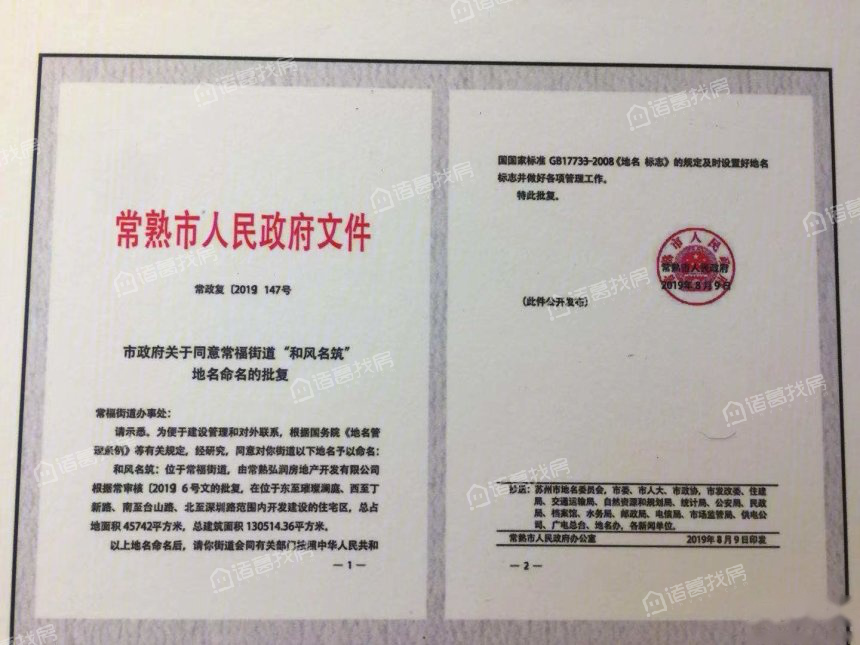 常熟市人民政府文件
常政复〔2019〕147号
市政府关于同意常福街道“和风名筑”
地名命名的批复
常福街道办事处：
请示悉。为便于建设管理和对外联系，根据国务院《地名管
理条例》等有关规定，经研究，同意对你街道以下地名予以命名：
和风名筑：位于常福街道，由常熟弘润房地产开发有限公司
根据常审核〔2019〕6号文的批复，在位于东至璀璨澜庭、西至丁
新路、南至台山路、北至深圳路范围内开发建设的住宅区，总占
地面积45742平方米，总建筑面积130514.36平方米。
以上地名命名后，请你街道会同有关部门按照中华人民共和
—1—
国国家标准 GB17733-2008《地名 标志》的规定及时设置好地名
标志并做好各项管理工作。
特此批复。
常熟市人民政府
2019年8月9日
（此件公开发布）
抄送：苏州市地名委员会，市委、市人大、市政协，市发改委、住建
局、交通运输局、自然资源和规划局、统计局、公安局、民政
局、档案馆、水务局、邮政局、电信局、市场监管局、供电公
司、广电总台、地名办，各新闻单位。
常熟市人民政府办公室 2019年8月9日印发
—2—
诸葛找房